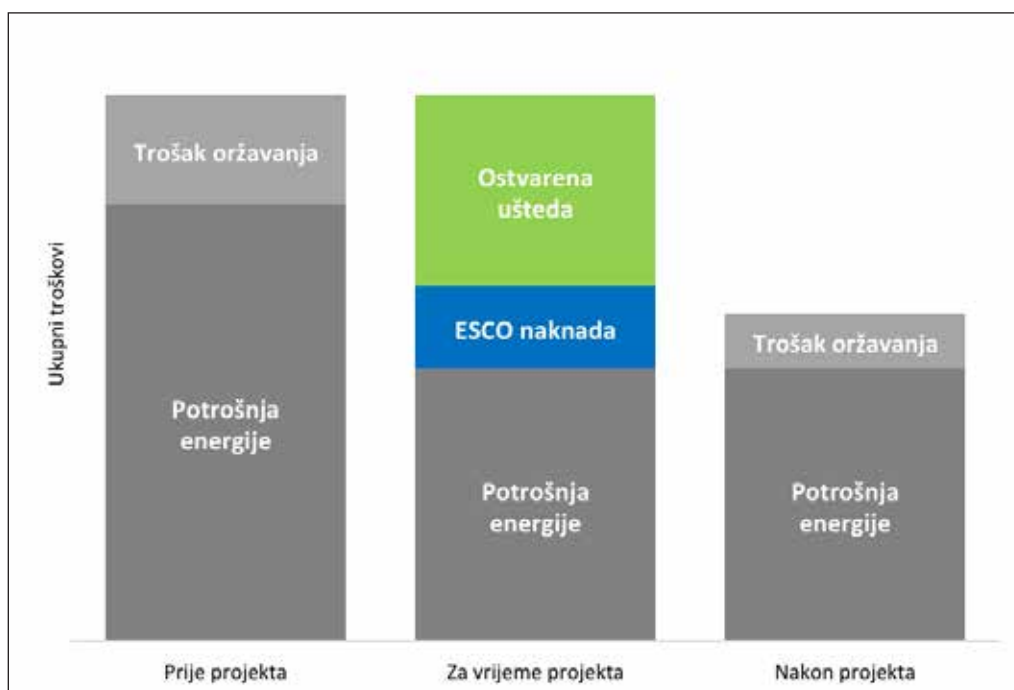 Ukupni troškovi
Trošak oržavanja
Potrošnja
energije
Prije projekta
Ostvarena
ušteda
ESCO naknada
Potrošnja
energije
Za vrijeme projekta
Trošak oržavanja
Potrošnja
energije
Nakon projekta